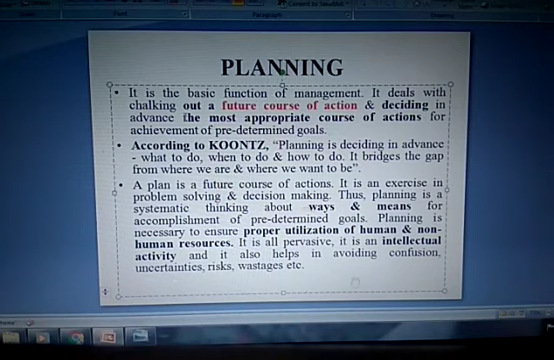 PLANNING
• It is the basic function of management. It deals with
chalking out a future course of action & deciding in
advance the most appropriate course of actions for
achievement of pre-determined goals.
• According to KOONTZ, “Planning is deciding in advance
- what to do, when to do & how to do. It bridges the gap
from where we are & where we want to be”.
• A plan is a future course of actions. It is an exercise in
problem solving & decision making. Thus, planning is a
systematic thinking about ways & means for
accomplishment of pre-determined goals. Planning is
necessary to ensure proper utilization of human & non-
human resources. It is all pervasive, it is an intellectual
activity and it also helps in avoiding confusion,
uncertainties, risks, wastages etc.